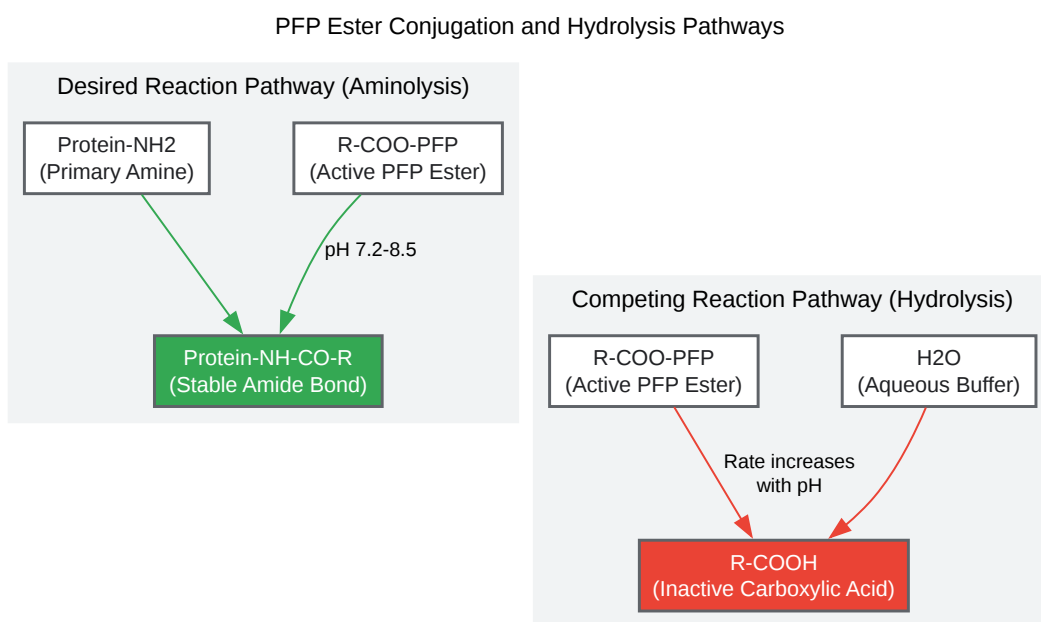 PFP Ester Conjugation and Hydrolysis Pathways
Desired Reaction Pathway (Aminolysis)
Protein-NH2
(Primary Amine)
R-COO-PFP
(Active PFP Ester)
pH 7.2-8.5
Protein-NH-CO-R
(Stable Amide Bond)
Competing Reaction Pathway (Hydrolysis)
R-COO-PFP
(Active PFP Ester)
H2O
(Aqueous Buffer)
Rate increases
with pH
R-COOH
(Inactive Carboxylic Acid)